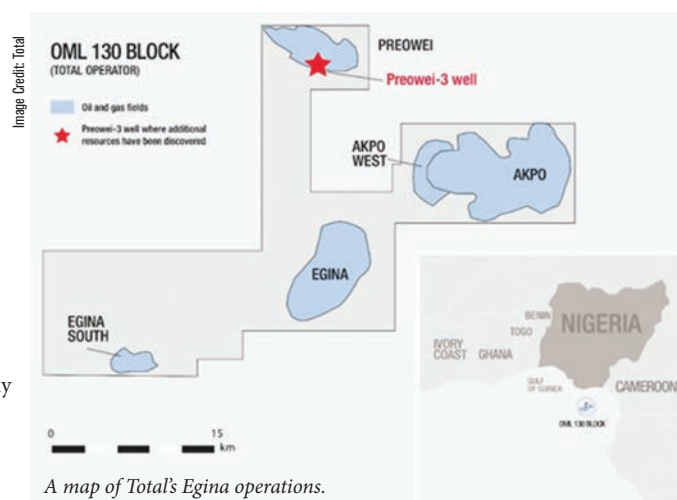 Image Credit: Total
OML 130 BLOCK
(TOTAL OPERATOR)
Oil and gas fields
Preowei-3 well where additional
resources have been discovered
PREOWEI
Preowei-3 well
AKPO
WEST
AKPO
EGINA
EGINA
SOUTH
BENIN
NIGERIA
TOGO
IVORY
COAST
GHANA
GULF
OF GUINEA
CAMEROON
OML 130 BLOCK
0
15
km
A map of Total's Egina operations.